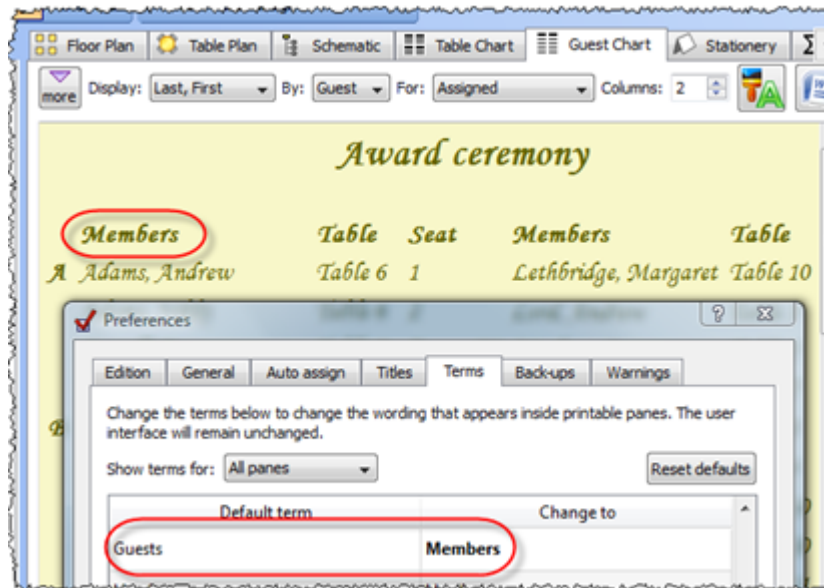 Floor Plan Table Plan Schematic Table Chart Guest Chart Stationery Σ
more Display: Last, First By: Guest For: Assigned Columns: 2
Award ceremony
Members Table Seat Members Table
A Adams, Andrew Table 6 1 Lethbridge, Margaret Table 10
Preferences ?
Edition General Auto assign Titles Terms Back-ups Warnings
Change the terms below to change the wording that appears inside printable panes. The user
interface will remain unchanged.
Show terms for: All panes Reset defaults
Default term Change to
Guests Members